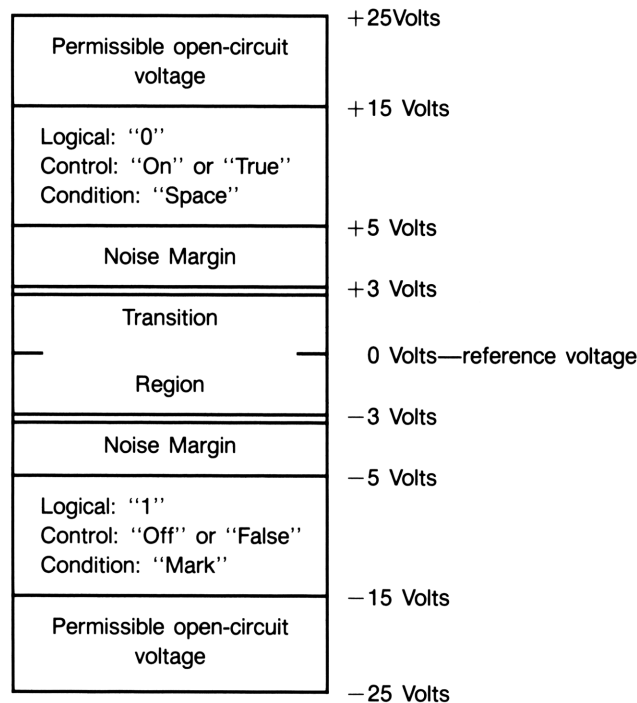 +25Volts
Permissible open-circuit
voltage
+15 Volts
Logical: ‘‘0’’
Control: ‘‘On’’ or ‘‘True’’
Condition: ‘‘Space’’
+5 Volts
Noise Margin
+3 Volts
Transition
0 Volts—reference voltage
Region
−3 Volts
Noise Margin
−5 Volts
Logical: ‘‘1’’
Control: ‘‘Off’’ or ‘‘False’’
Condition: ‘‘Mark’’
−15 Volts
Permissible open-circuit
voltage
−25 Volts